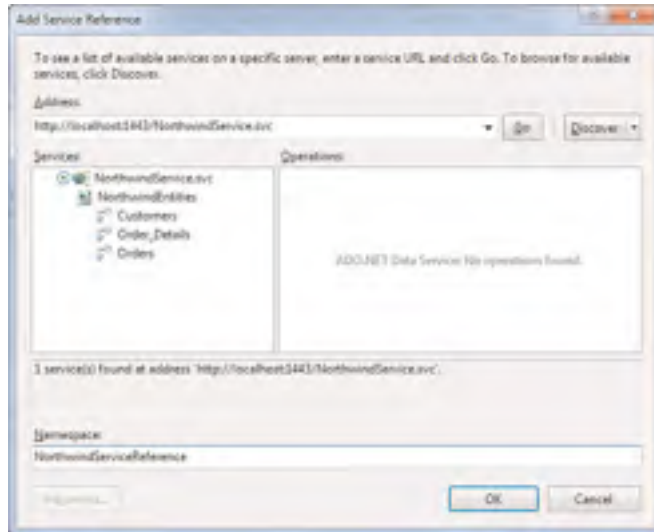 Add Service Reference
To see a list of available services on a specific server, enter a service URL and click Go. To browse for available
services, click Discover.
Address:
http://localhost:1443/NorthwindService.svc
Go
Discover
Services:
Operations:
NorthwindService.svc
NorthwindEntities
Customers
Order_Details
Orders
ADO.NET Data Service: No operations found.
1 service(s) found at address 'http://localhost:1443/NorthwindService.svc'.
Namespace:
NorthwindServiceReference
OK
Cancel